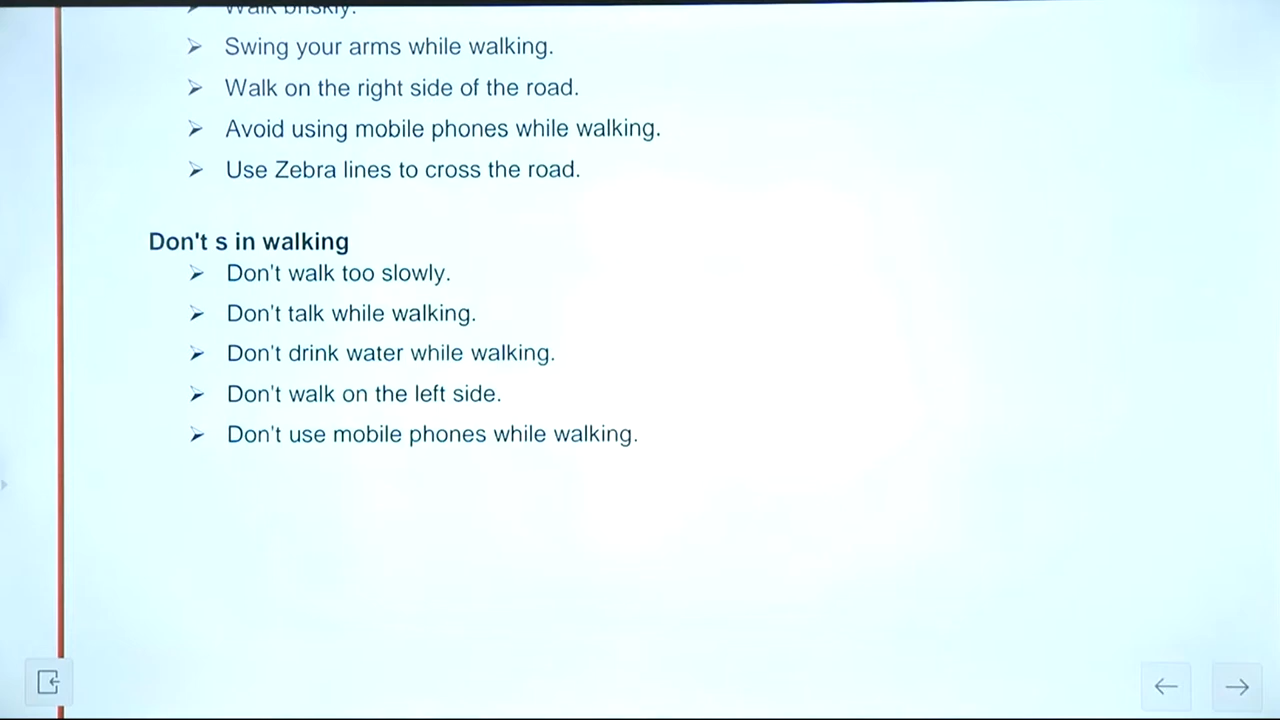 Walk briskly.
➢ Swing your arms while walking.
➢ Walk on the right side of the road.
➢ Avoid using mobile phones while walking.
➢ Use Zebra lines to cross the road.
Don't s in walking
➢ Don't walk too slowly.
➢ Don't talk while walking.
➢ Don't drink water while walking.
➢ Don't walk on the left side.
➢ Don't use mobile phones while walking.